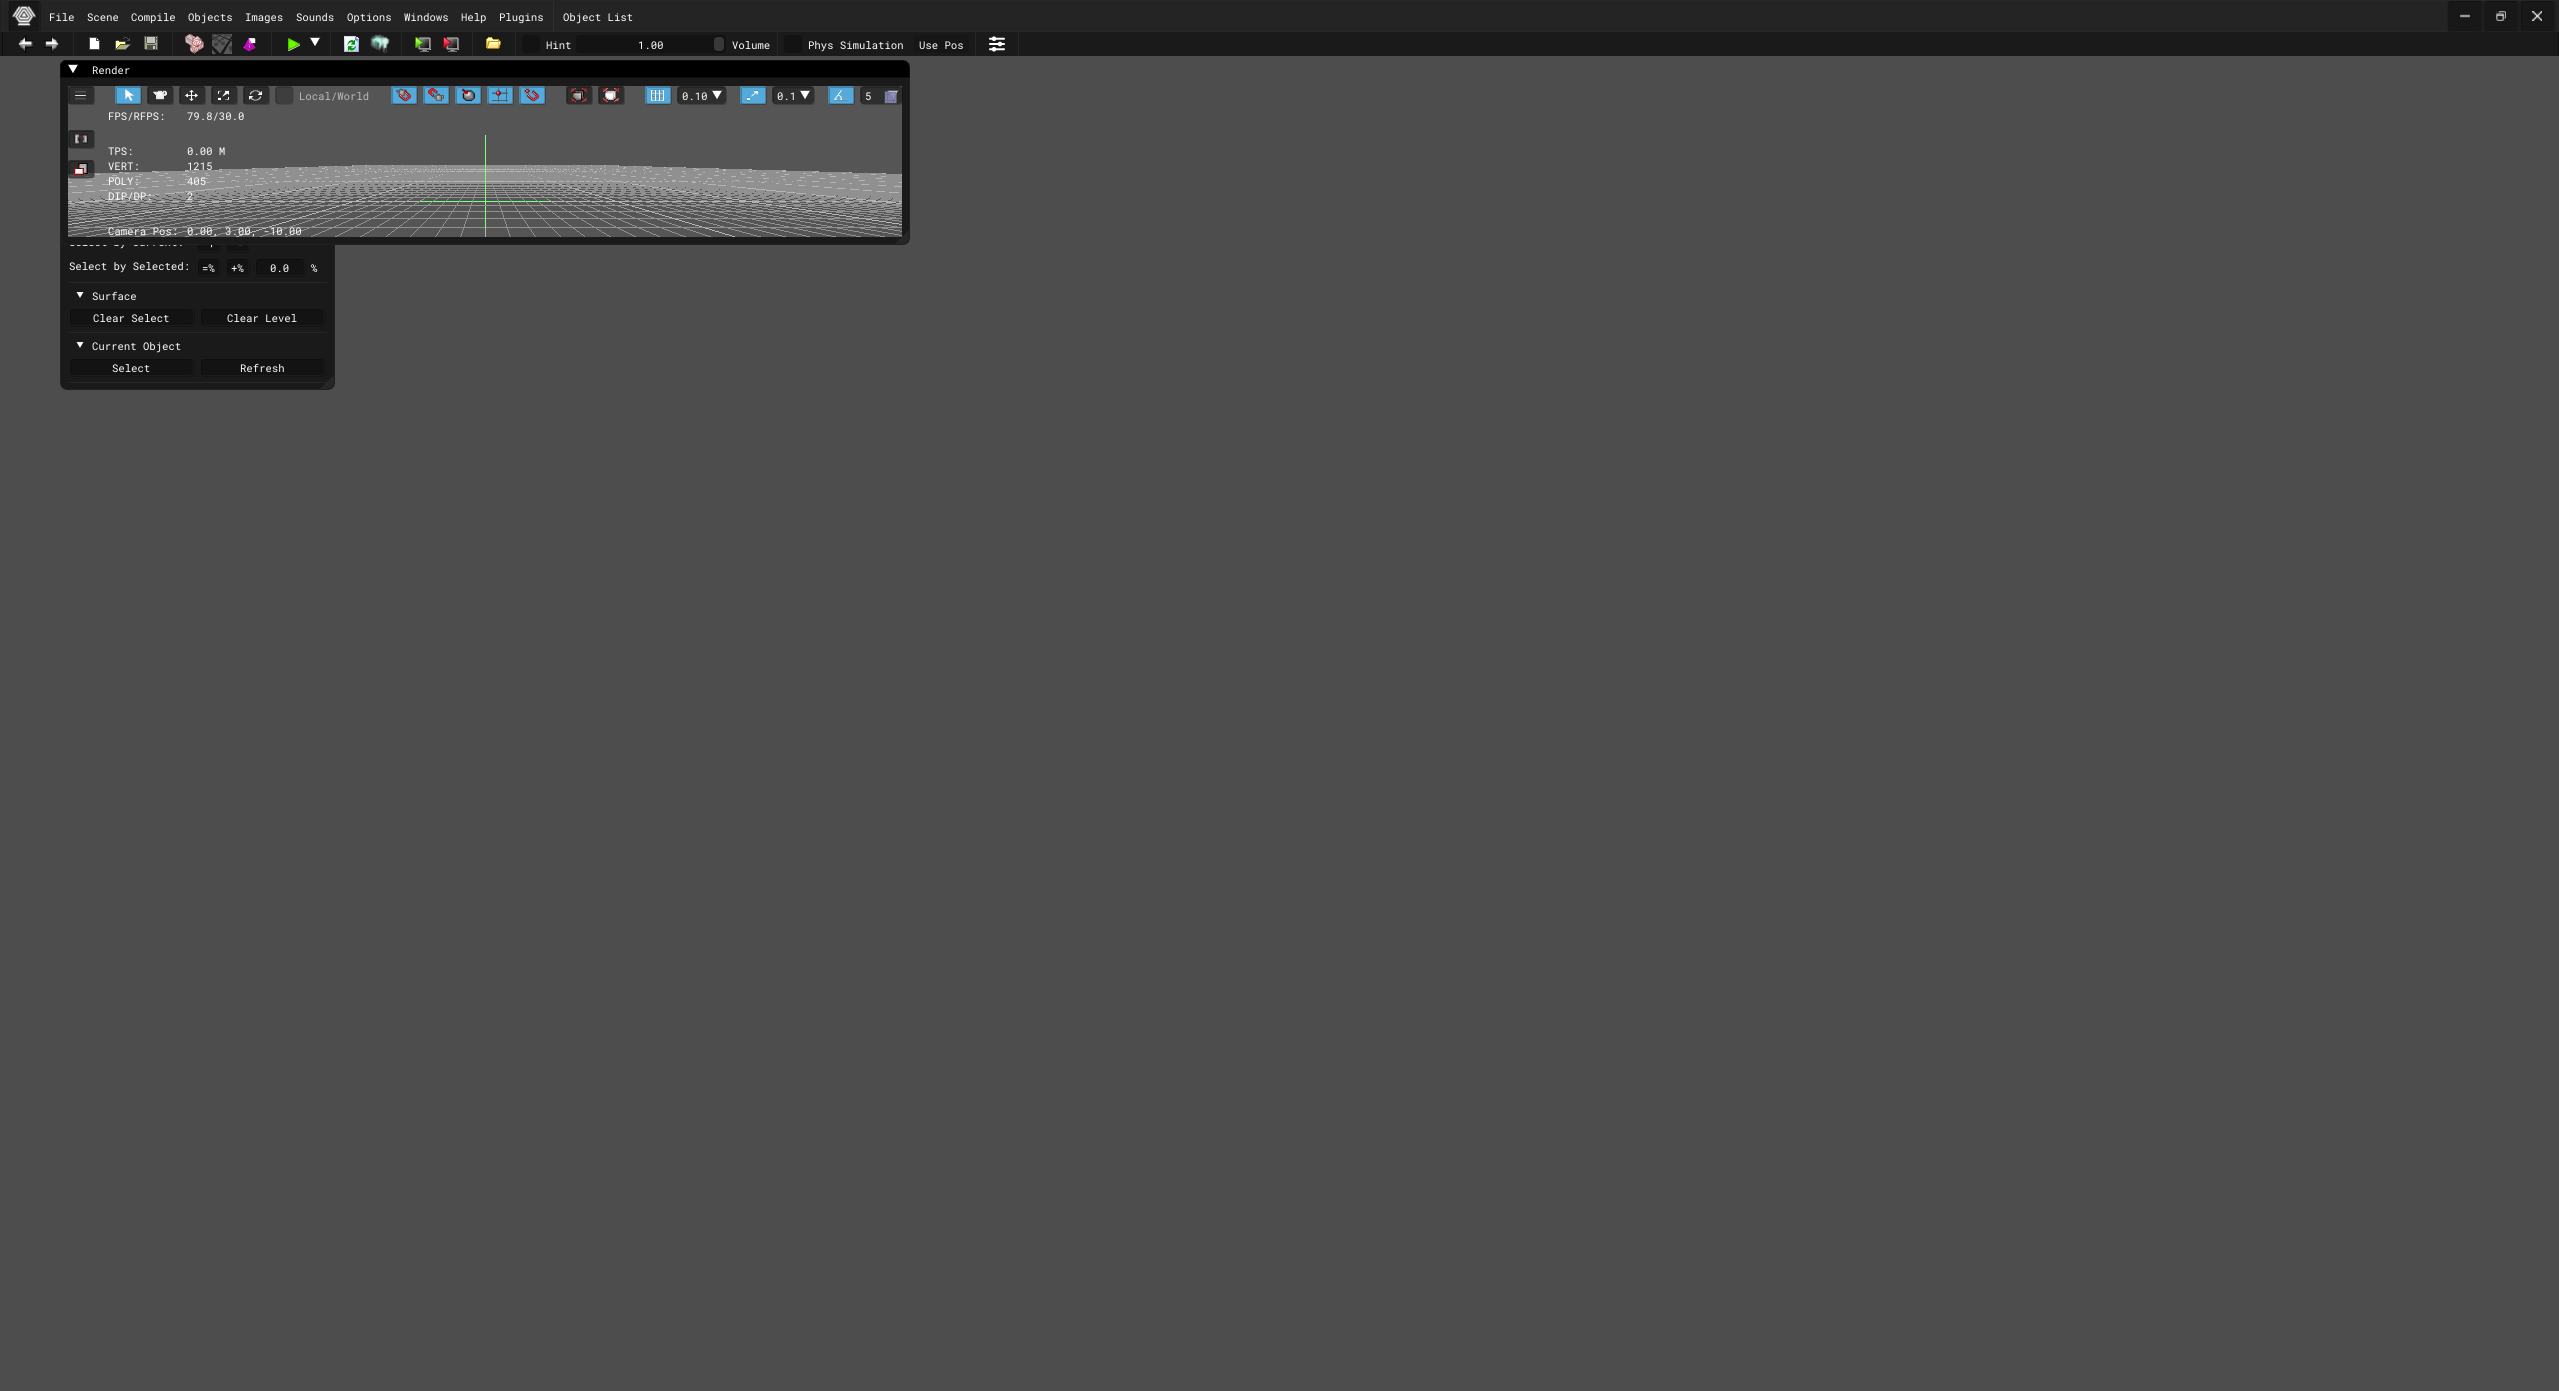 File Scene Compile Objects Images Sounds Options Windows Help Plugins Object List
Hint 1.00 Volume Phys Simulation Use Pos
Render
Local/World 0.10 0.1 5
FPS/RFPS: 79.8/30.0
TPS: 0.00 M
VERT: 1215
POLY: 405
DIP/DP: 2
Camera Pos: 0.00, 3.00, -10.00
Select by Current:
Select by Selected: =% +% 0.0 %
Surface
Clear Select Clear Level
Current Object
Select Refresh